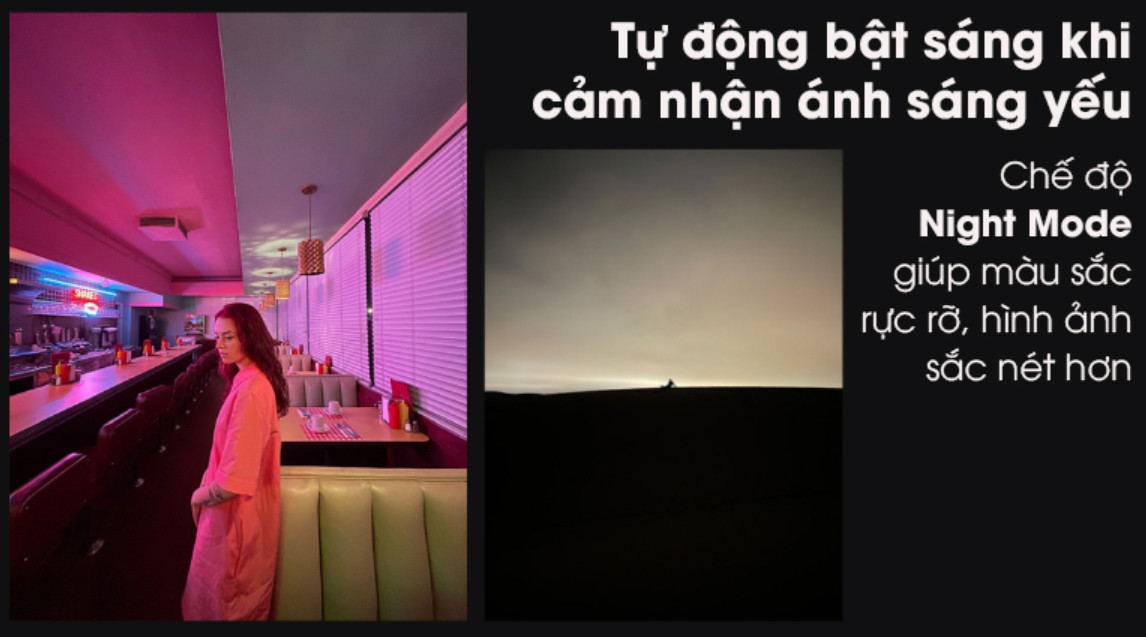 Tự động bật sáng khi
cảm nhận ánh sáng yếu
Chế độ
Night Mode
giúp màu sắc
rực rỡ, hình ảnh
sắc nét hơn